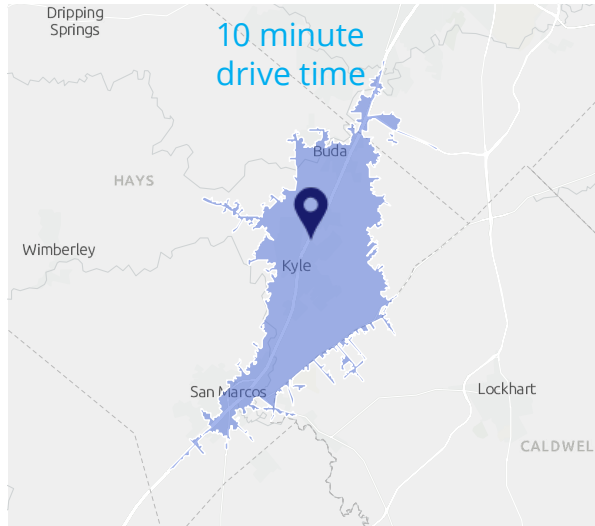 Dripping
Springs
10 minute
drive time
Buda
HAYS
Wimberley
Kyle
San Marcos
Lockhart
CALDWEL